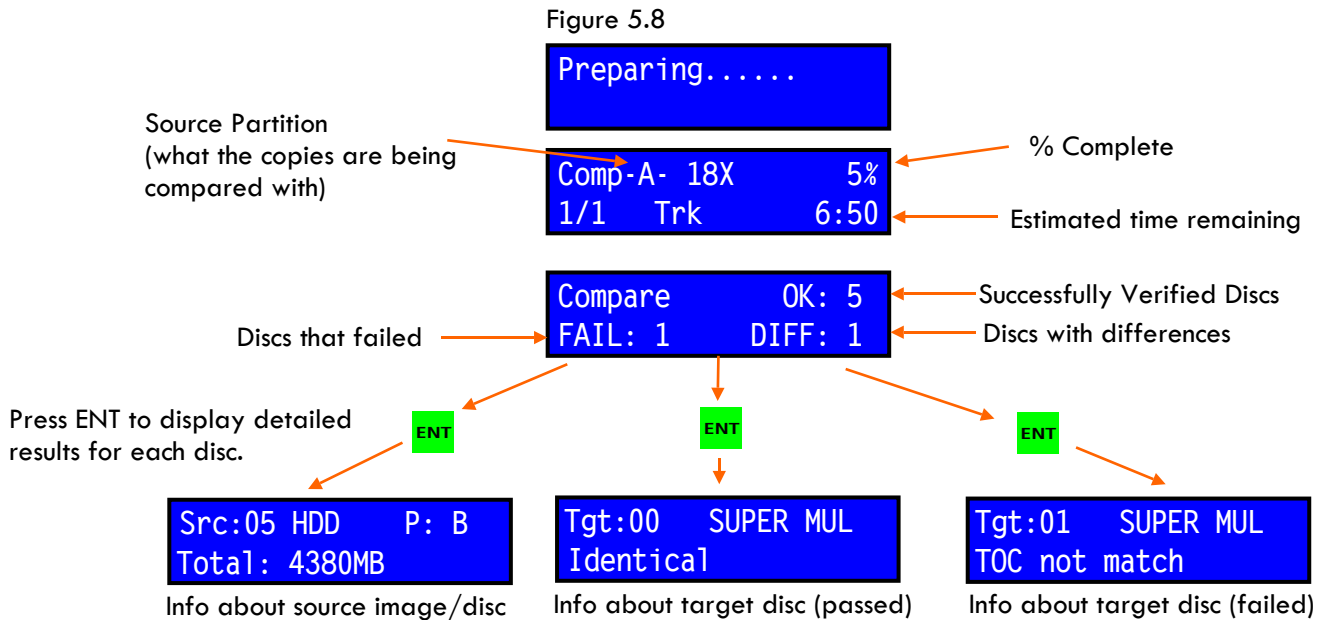 Figure 5.8
Preparing......
Source Partition
(what the copies are being
compared with)
Comp-A- 18X 5%
1/1 Trk 6:50
% Complete
Estimated time remaining
Compare OK: 5
FAIL: 1 DIFF: 1
Successfully Verified Discs
Discs with differences
Discs that failed
Press ENT to display detailed
results for each disc.
ENT
ENT
ENT
Src:05 HDD P: B
Total: 4380MB
Info about source image/disc
Tgt:00 SUPER MUL
Identical
Info about target disc (passed)
Tgt:01 SUPER MUL
TOC not match
Info about target disc (failed)